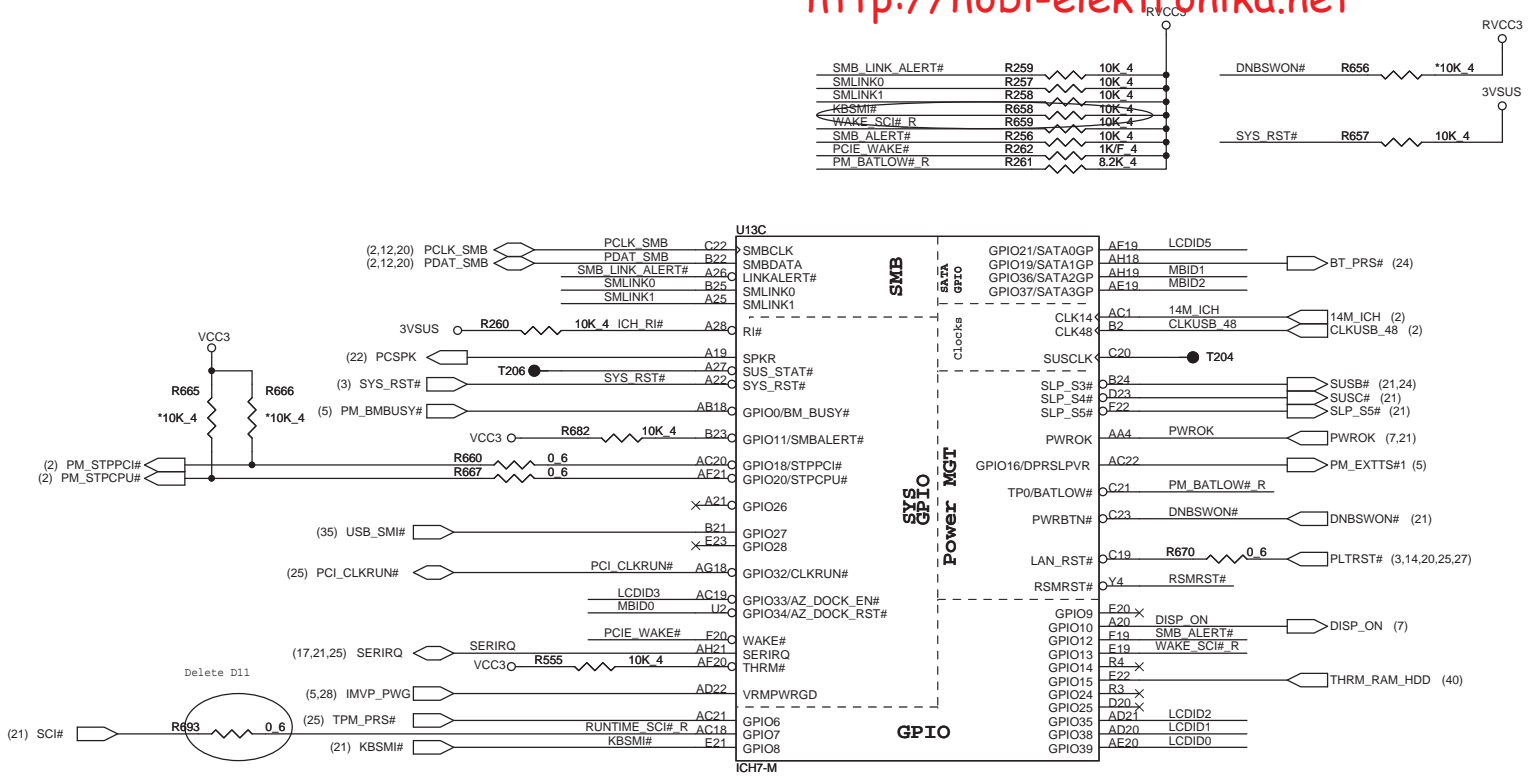 http://hobi-elektronika.net
RVCC3
SMB_LINK_ALERT# R259 10K_4
SMLINK0 R257 10K_4
SMLINK1 R258 10K_4
KBSMI# R658 10K_4
WAKE_SCI#_R R659 10K_4
SMB_ALERT# R256 10K_4
PCIE_WAKE# R262 1K/F_4
PM_BATLOW#_R R261 8.2K_4
RVCC3
DNBSWON# R656 *10K_4
3VSUS
SYS_RST# R657 10K_4
U13C
(2,12,20) PCLK_SMB PCLK_SMB C22 SMBCLK
(2,12,20) PDAT_SMB PDAT_SMB B22 SMBDATA
SMB_LINK_ALERT# A26 LINKALERT#
SMLINK0 B25 SMLINK0
SMLINK1 A25 SMLINK1
3VSUS R260 10K_4 ICH_RI# A28 RI#
(22) PCSPK A19 SPKR
T206 A27 SUS_STAT#
(3) SYS_RST# SYS_RST# A22 SYS_RST#
VCC3
R665 R666
*10K_4 *10K_4
(5) PM_BMBUSY# AB18 GPIO0/BM_BUSY#
VCC3 R682 10K_4 B23 GPIO11/SMBALERT#
(2) PM_STPPCI# R660 0_6 AC20 GPIO18/STPPCI#
(2) PM_STPCPU# R667 0_6 AF21 GPIO20/STPCPU#
A21 GPIO26
(35) USB_SMI# B21 GPIO27
E23 GPIO28
(25) PCI_CLKRUN# PCI_CLKRUN# AG18 GPIO32/CLKRUN#
LCDID3 AC19 GPIO33/AZ_DOCK_EN#
MBID0 U2 GPIO34/AZ_DOCK_RST#
PCIE_WAKE# F20 WAKE#
(17,21,25) SERIRQ SERIRQ AH21 SERIRQ
VCC3 R555 10K_4 AF20 THRM#
Delete D11
(5,28) IMVP_PWG AD22 VRMPWRGD
(25) TPM_PRS# AC21 GPIO6
(21) SCI# R693 0_6 RUNTIME_SCI#_R AC18 GPIO7
(21) KBSMI# KBSMI# E21 GPIO8
ICH7-M
SMB
SATA
GPIO
Clocks
SYS
GPIO
Power MGT
GPIO
GPIO21/SATA0GP AF19 LCDID5
GPIO19/SATA1GP AH18 BT_PRS# (24)
GPIO36/SATA2GP AH19 MBID1
GPIO37/SATA3GP AE19 MBID2
CLK14 AC1 14M_ICH 14M_ICH (2)
CLK48 B2 CLKUSB_48 CLKUSB_48 (2)
SUSCLK C20 T204
SLP_S3# B24 SUSB# (21,24)
SLP_S4# D23 SUSC# (21)
SLP_S5# F22 SLP_S5# (21)
PWROK AA4 PWROK PWROK (7,21)
GPIO16/DPRSLPVR AC22 PM_EXTTS#1 (5)
TP0/BATLOW# C21 PM_BATLOW#_R
PWRBTN# C23 DNBSWON# DNBSWON# (21)
LAN_RST# C19 R670 0_6 PLTRST# (3,14,20,25,27)
RSMRST# Y4 RSMRST#
GPIO9 E20
GPIO10 A20 DISP_ON DISP_ON (7)
GPIO12 F19 SMB_ALERT#
GPIO13 E19 WAKE_SCI#_R
GPIO14 R4
GPIO15 E22 THRM_RAM_HDD (40)
GPIO24 R3
GPIO25 D20
GPIO35 AD21 LCDID2
GPIO38 AD20 LCDID1
GPIO39 AE20 LCDID0